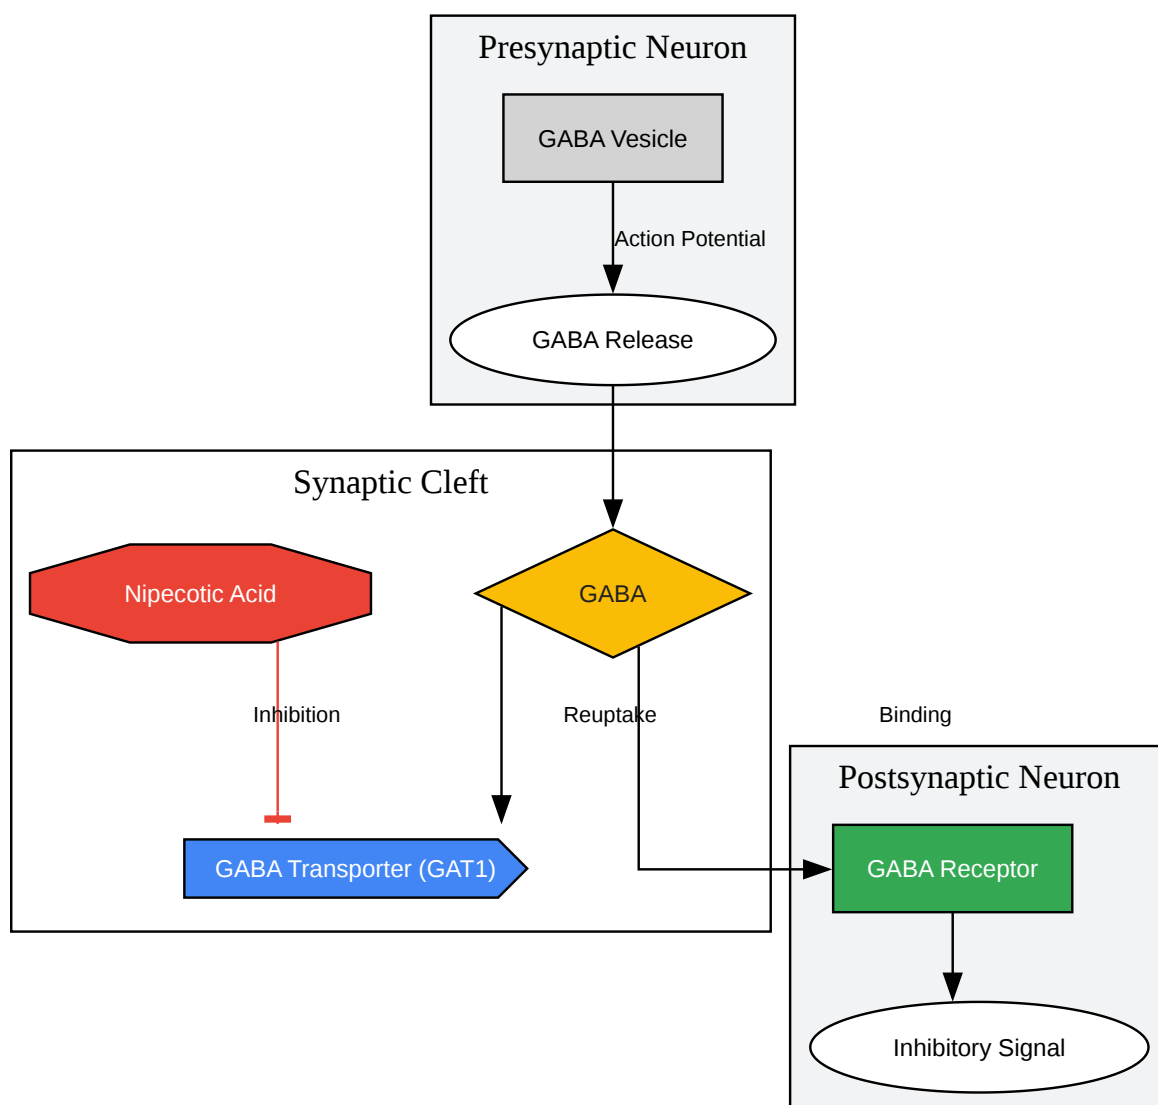 Presynaptic Neuron
GABA Vesicle
Action Potential
GABA Release
Synaptic Cleft
Nipecotic Acid
GABA
Inhibition
Reuptake
Binding
Postsynaptic Neuron
GABA Transporter (GAT1)
GABA Receptor
Inhibitory Signal